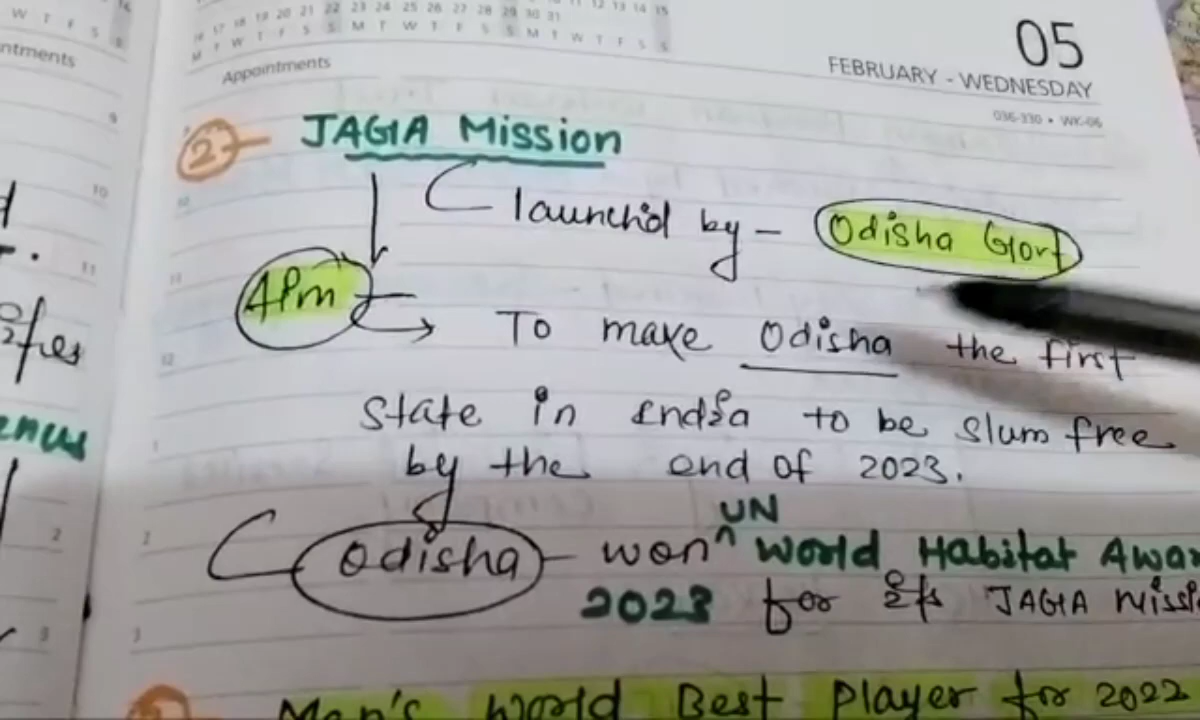 05
FEBRUARY - WEDNESDAY
036-330 • WK-06
Appointments
2 JAGA Mission
launch'd by - Odisha Govt
AIM
To make Odisha the first
State in India to be slum free
by the end of 2023.
Odisha - won UN World Habitat Awar
2023 for its JAGA Missi
Men's World Best Player for 2022